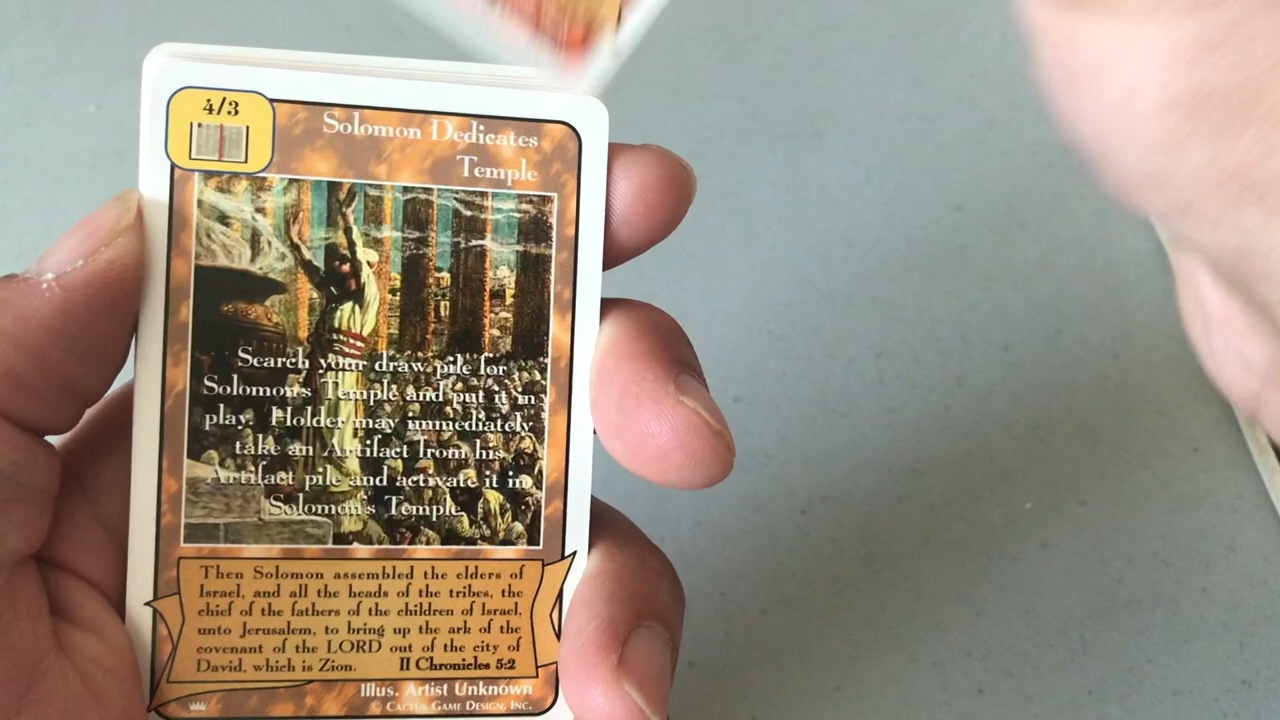 4/3
Solomon Dedicates
Temple
Search your draw pile for
Solomon's Temple and put it in
play. Holder may immediately
take an Artifact from his
Artifact pile and activate it in
Solomon's Temple.
Then Solomon assembled the elders of
Israel, and all the heads of the tribes, the
chief of the fathers of the children of Israel,
unto Jerusalem, to bring up the ark of the
covenant of the LORD out of the city of
David, which is Zion. II Chronicles 5:2
Illus. Artist Unknown
© Cactus Game Design, Inc.